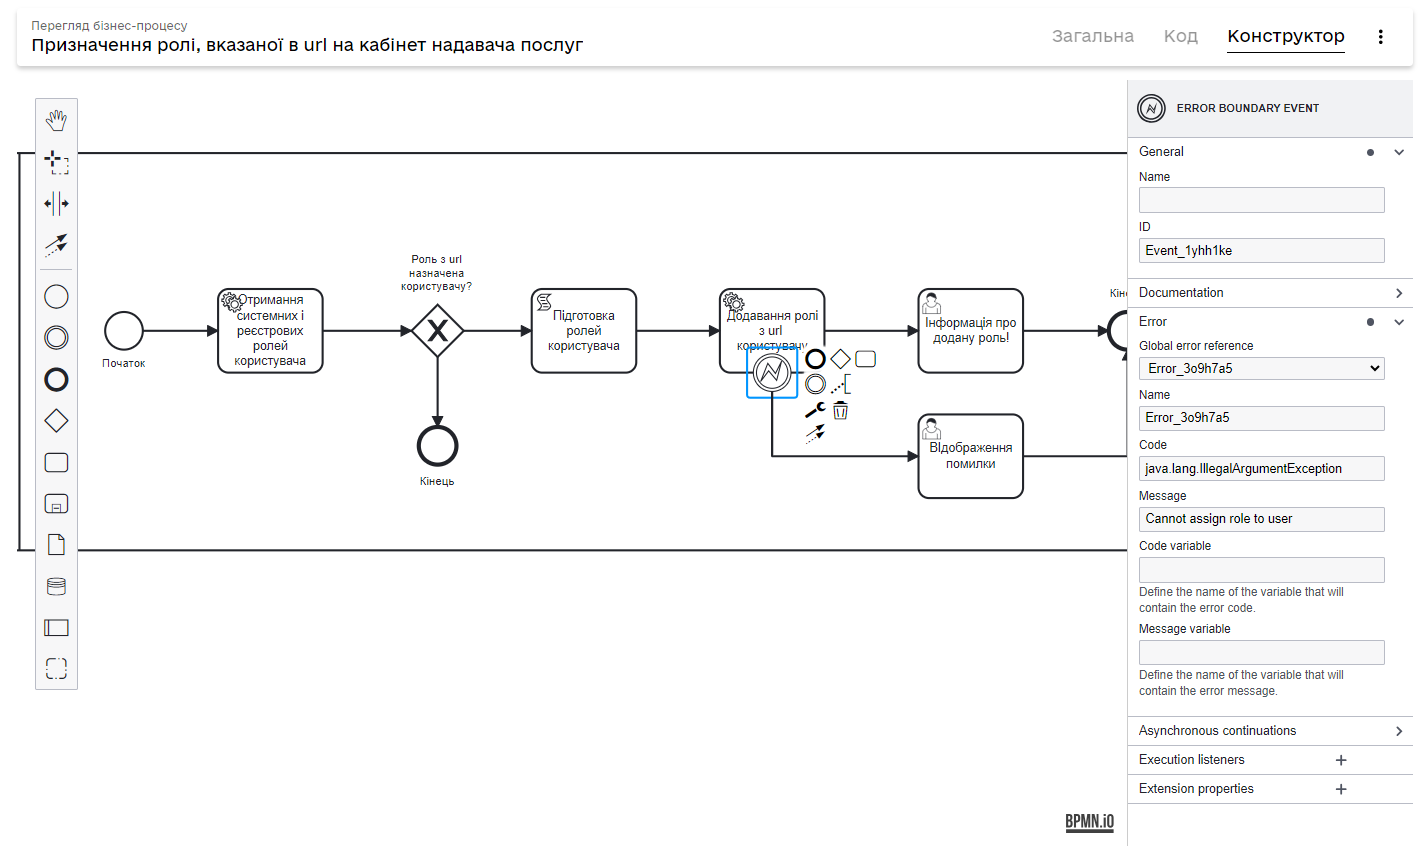 Перегляд бізнес-процесу
Призначення ролі, вказаної в url на кабінет надавача послуг
Загальна
Код
Конструктор
Початок
Отримання
системних і
реєстрових
ролей
користувача
Роль з url
назначена
користувачу?
Кінець
Підготовка
ролей
користувача
Додавання ролі
з url
користувачу
Інформація про
додану роль!
ВІдображення
помилки
ERROR BOUNDARY EVENT
General
Name
ID
Event_1yhh1ke
Documentation
Error
Global error reference
Error_3o9h7a5
Name
Error_3o9h7a5
Code
java.lang.IllegalArgumentException
Message
Cannot assign role to user
Code variable
Define the name of the variable that will
contain the error code.
Message variable
Define the name of the variable that will
contain the error message.
Asynchronous continuations
Execution listeners
Extension properties
BPMN.iO